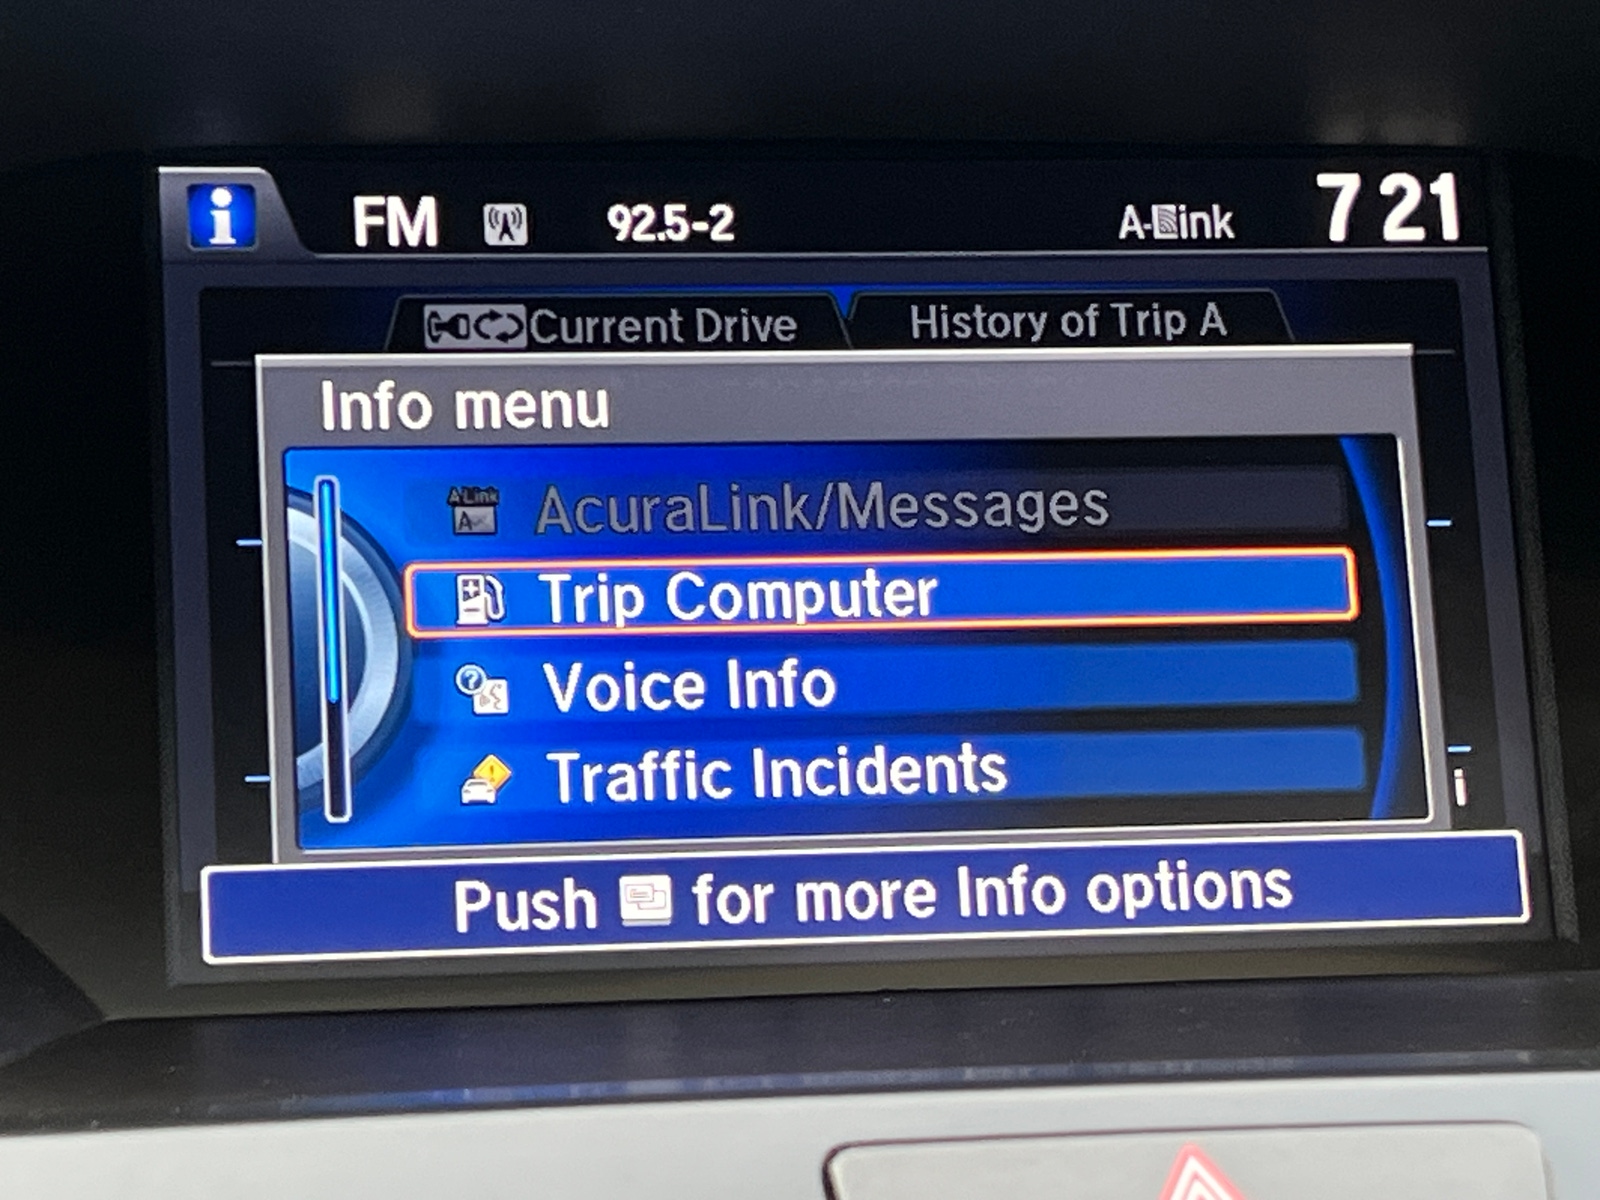 i FM 92.5-2 A-Link 7 21
Current Drive History of Trip A
Info menu
A-Link
A
AcuraLink/Messages
Trip Computer
? Voice Info
! Traffic Incidents
i
Push for more Info options